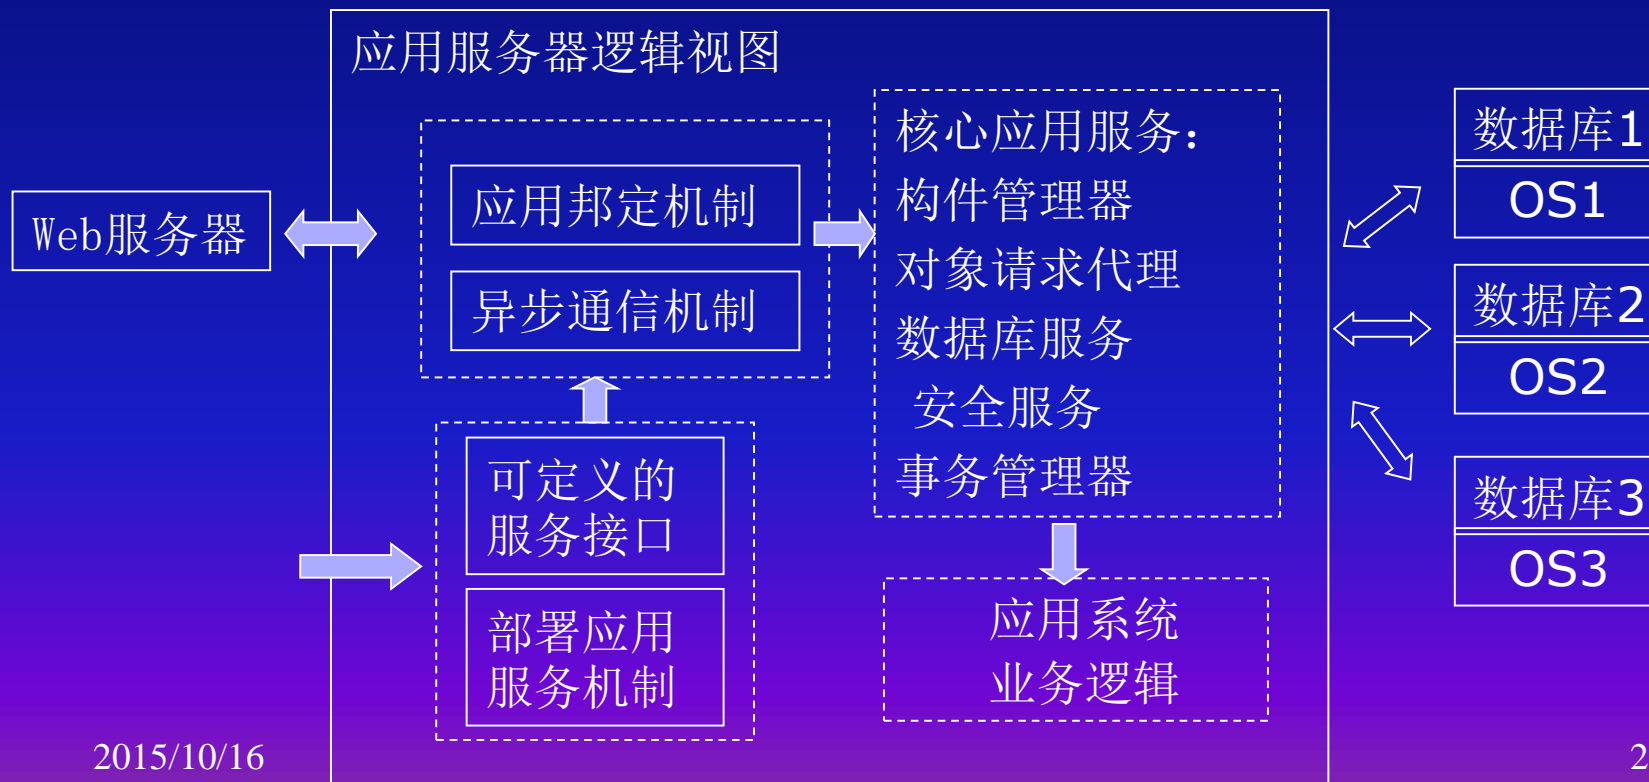 应用服务器逻辑视图
Web服务器
应用邦定机制
异步通信机制
可定义的
服务接口
部署应用
服务机制
核心应用服务：
构件管理器
对象请求代理
数据库服务
安全服务
事务管理器
应用系统
业务逻辑
数据库1
OS1
数据库2
OS2
数据库3
OS3
2015/10/16
2